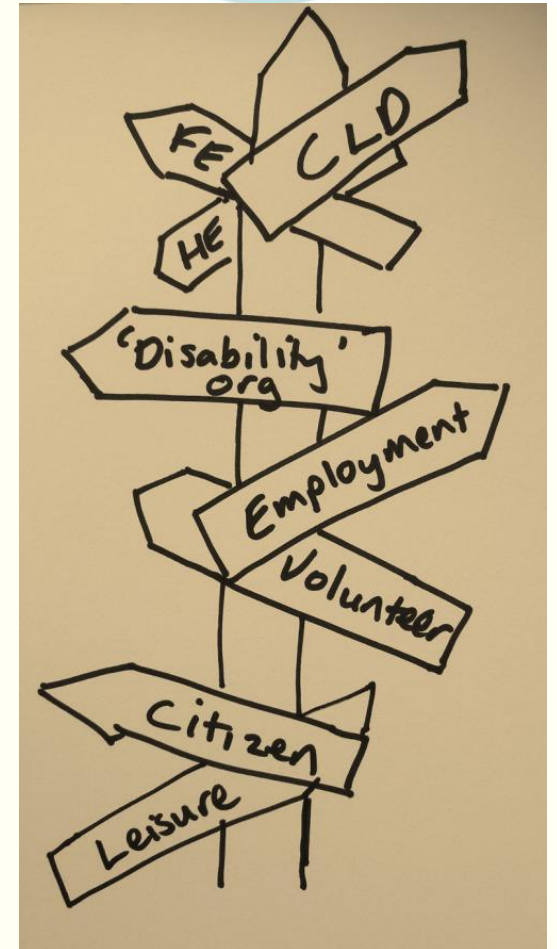 FE
CLD
HE
'Disability'
org
Employment
Volunteer
Citizen
Leisure